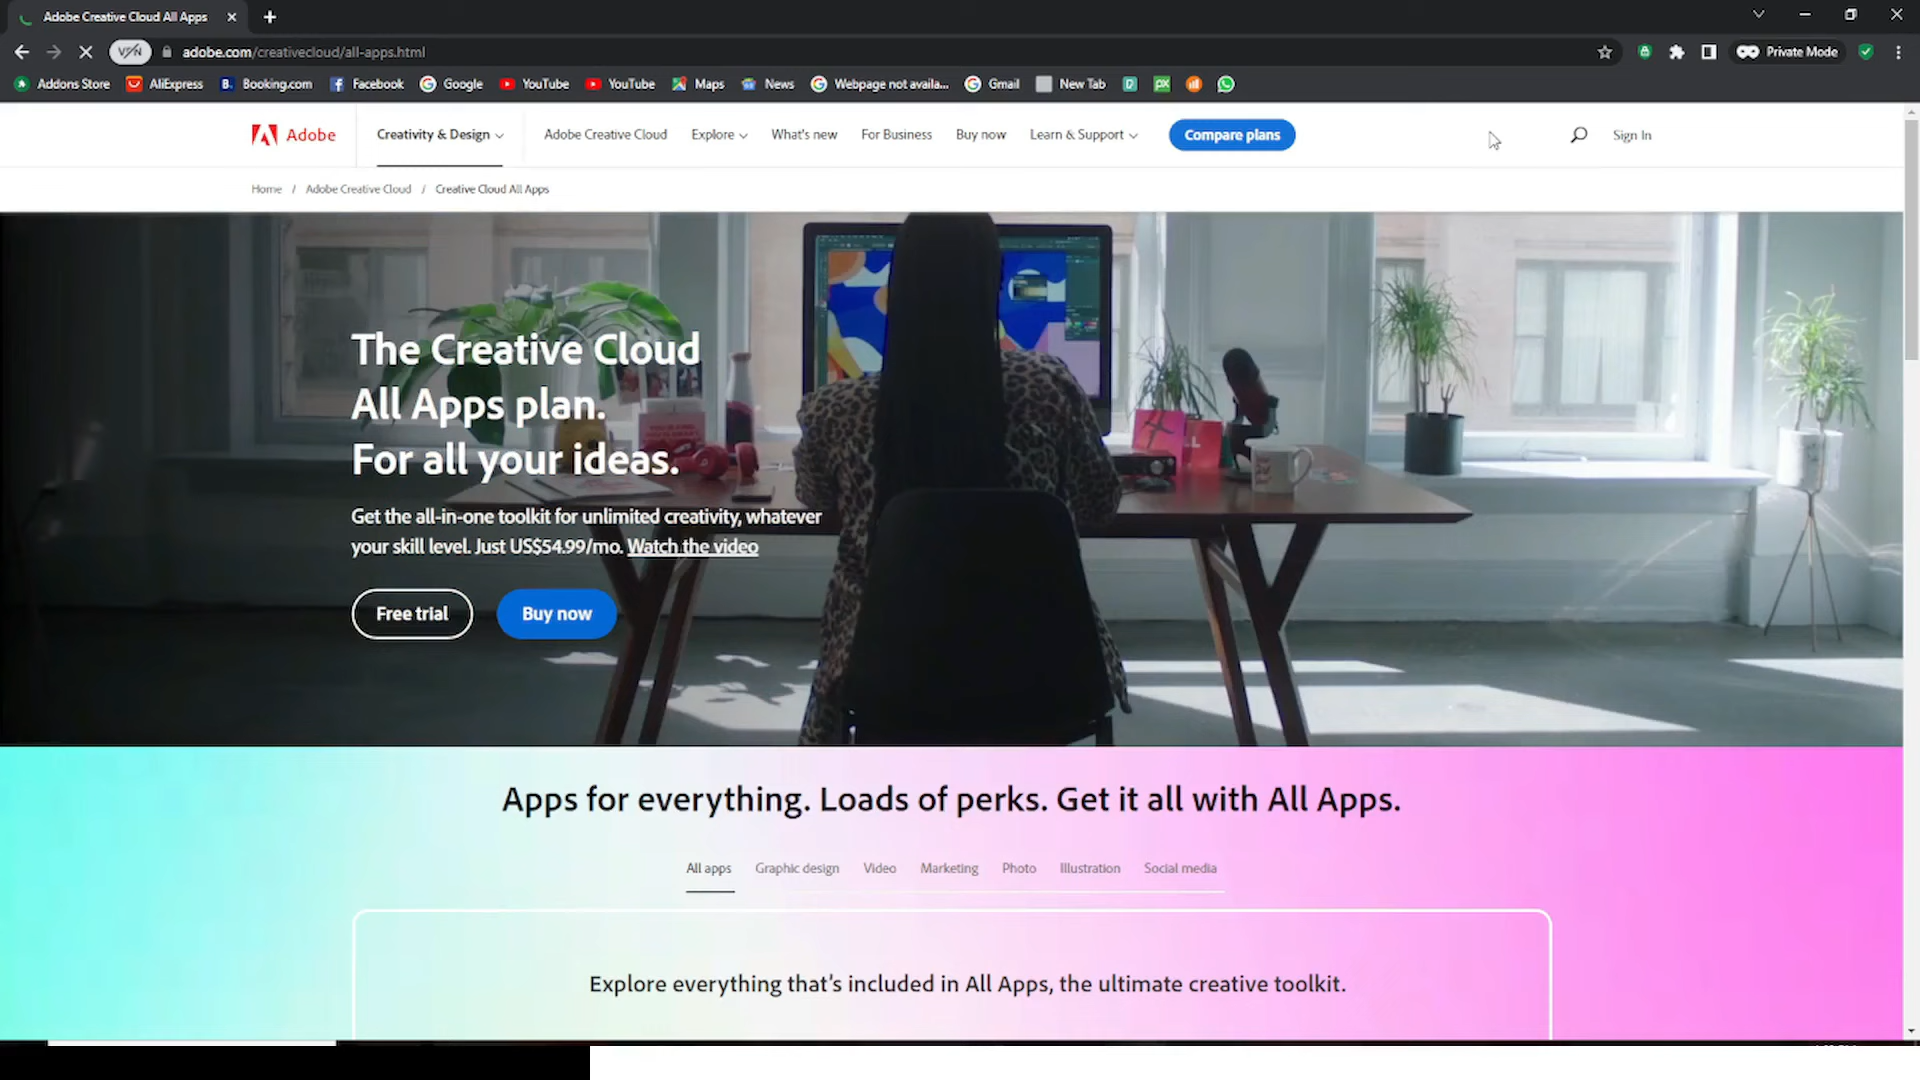 Adobe Creative Cloud All Apps
VPN
adobe.com/creativecloud/all-apps.html
Private Mode
Addons Store
AliExpress
B.
Booking.com
Facebook
Google
YouTube
YouTube
Maps
News
Webpage not availa...
Gmail
New Tab
Adobe
Creativity & Design
Adobe Creative Cloud
Explore
What's new
For Business
Buy now
Learn & Support
Compare plans
Sign In
Home / Adobe Creative Cloud / Creative Cloud All Apps
The Creative Cloud
All Apps plan.
For all your ideas.
Get the all-in-one toolkit for unlimited creativity, whatever
your skill level. Just US$54.99/mo. Watch the video
Free trial
Buy now
Apps for everything. Loads of perks. Get it all with All Apps.
All apps
Graphic design
Video
Marketing
Photo
Illustration
Social media
Explore everything that's included in All Apps, the ultimate creative toolkit.